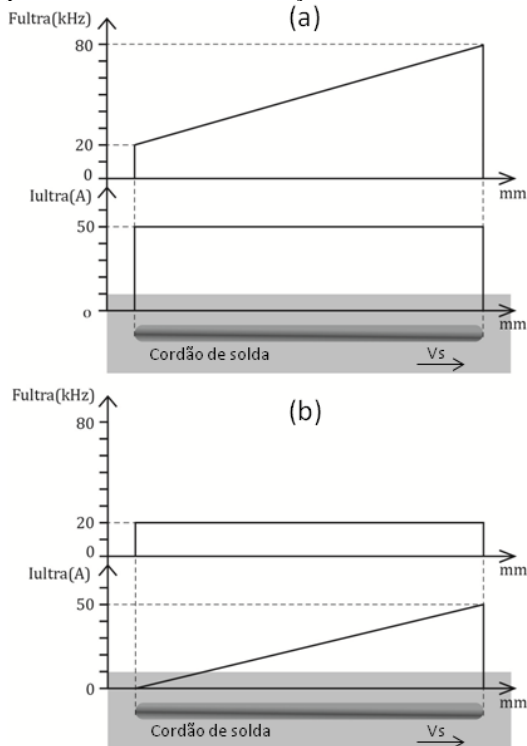 (a)
Fultra(kHz)
80
20
0
mm
Iultra(A)
50
o
mm
Cordão de solda
Vs
(b)
Fultra(kHz)
80
20
0
mm
Iultra(A)
50
0
mm
Cordão de solda
Vs